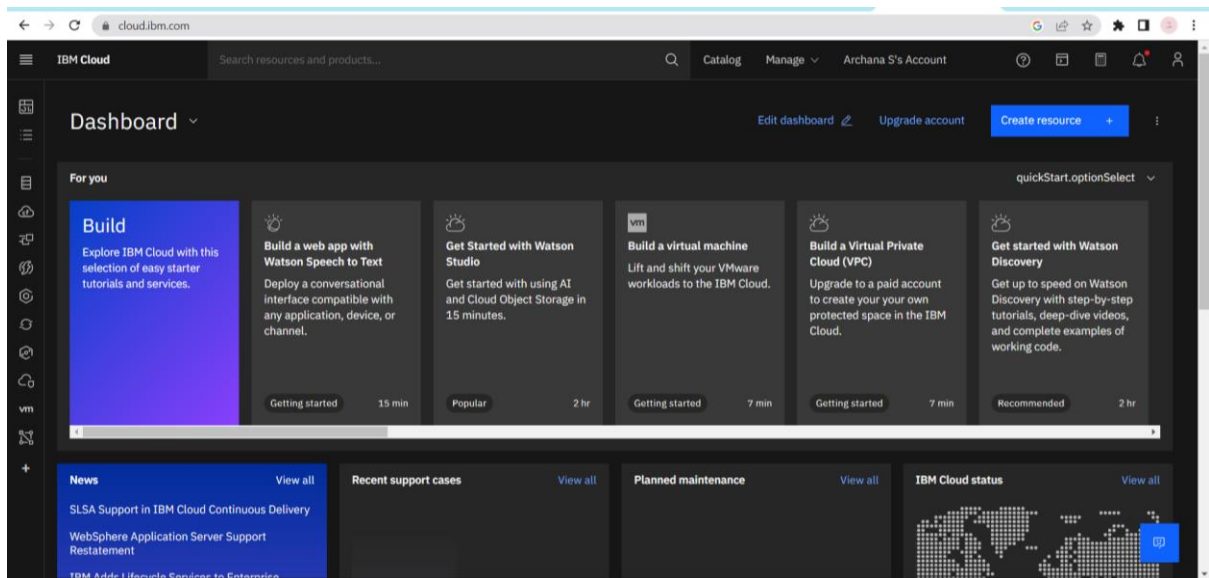 cloud.ibm.com
IBM Cloud
Search resources and products...
Catalog
Manage
Archana S's Account
Dashboard
Edit dashboard
Upgrade account
Create resource +
For you
quickStart.optionSelect
Build
Explore IBM Cloud with this
selection of easy starter
tutorials and services.
Build a web app with
Watson Speech to Text
Deploy a conversational
interface compatible with
any application, device, or
channel.
Getting started
15 min
Get Started with Watson
Studio
Get started with using AI
and Cloud Object Storage in
15 minutes.
Popular
2 hr
vm
Build a virtual machine
Lift and shift your VMware
workloads to the IBM Cloud.
Getting started
7 min
Build a Virtual Private
Cloud (VPC)
Upgrade to a paid account
to create your your own
protected space in the IBM
Cloud.
Getting started
7 min
Get started with Watson
Discovery
Get up to speed on Watson
Discovery with step-by-step
tutorials, deep-dive videos,
and complete examples of
working code.
Recommended
2 hr
vm
News
View all
SLSA Support in IBM Cloud Continuous Delivery
WebSphere Application Server Support
Restatement
IBM Adds Lifecycle Services to Enterprise
Recent support cases
View all
Planned maintenance
View all
IBM Cloud status
View all